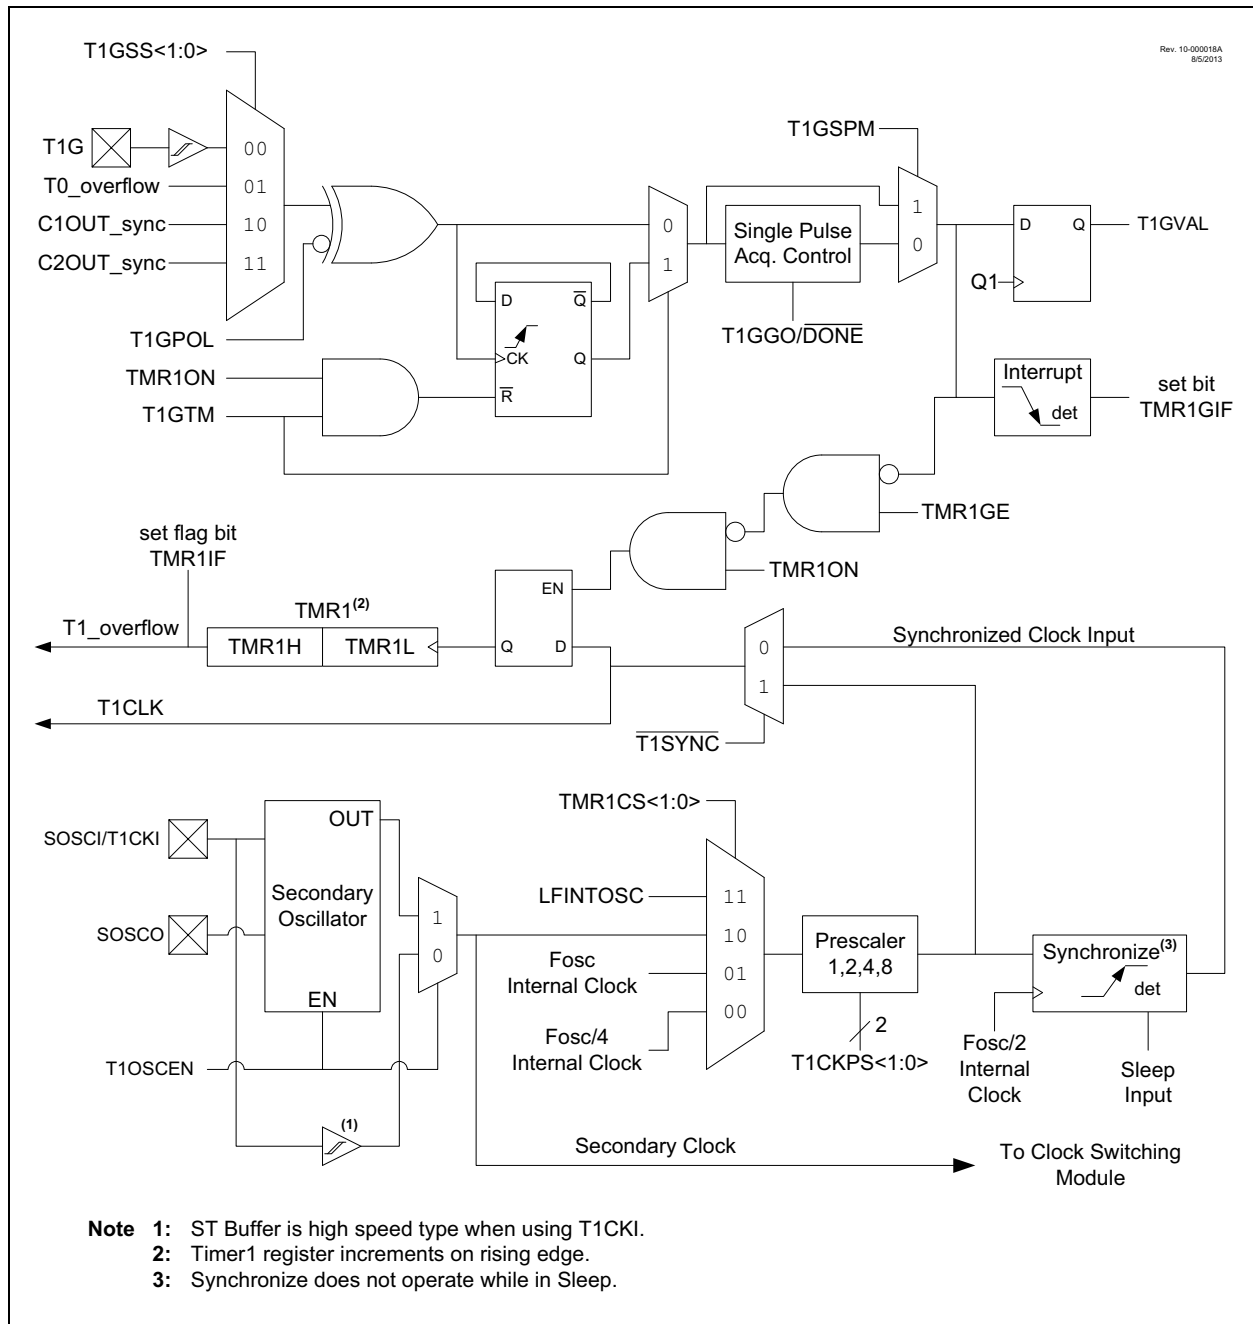 Rev. 10-000018A
8/5/2013
T1GSS<1:0>
T1G
00
T0_overflow
01
C1OUT_sync
10
C2OUT_sync
11
T1GPOL
TMR1ON
T1GTM
D
Q
CK
Q
R
0
1
T1GSPM
Single Pulse
Acq. Control
1
0
T1GGO/DONE
D
Q
T1GVAL
Q1
Interrupt
det
set bit
TMR1GIF
TMR1GE
TMR1ON
set flag bit
TMR1IF
TMR1(2)
T1_overflow
TMR1H
TMR1L
EN
Q
D
T1CLK
0
1
T1SYNC
Synchronized Clock Input
SOSCI/T1CKI
SOSCO
OUT
Secondary
Oscillator
EN
T1OSCEN
(1)
1
0
TMR1CS<1:0>
LFINTOSC
11
10
Fosc
Internal Clock
01
Fosc/4
Internal Clock
00
Prescaler
1,2,4,8
2
T1CKPS<1:0>
Synchronize(3)
det
Fosc/2
Internal
Clock
Sleep
Input
Secondary Clock
To Clock Switching
Module
Note 1: ST Buffer is high speed type when using T1CKI.
2: Timer1 register increments on rising edge.
3: Synchronize does not operate while in Sleep.